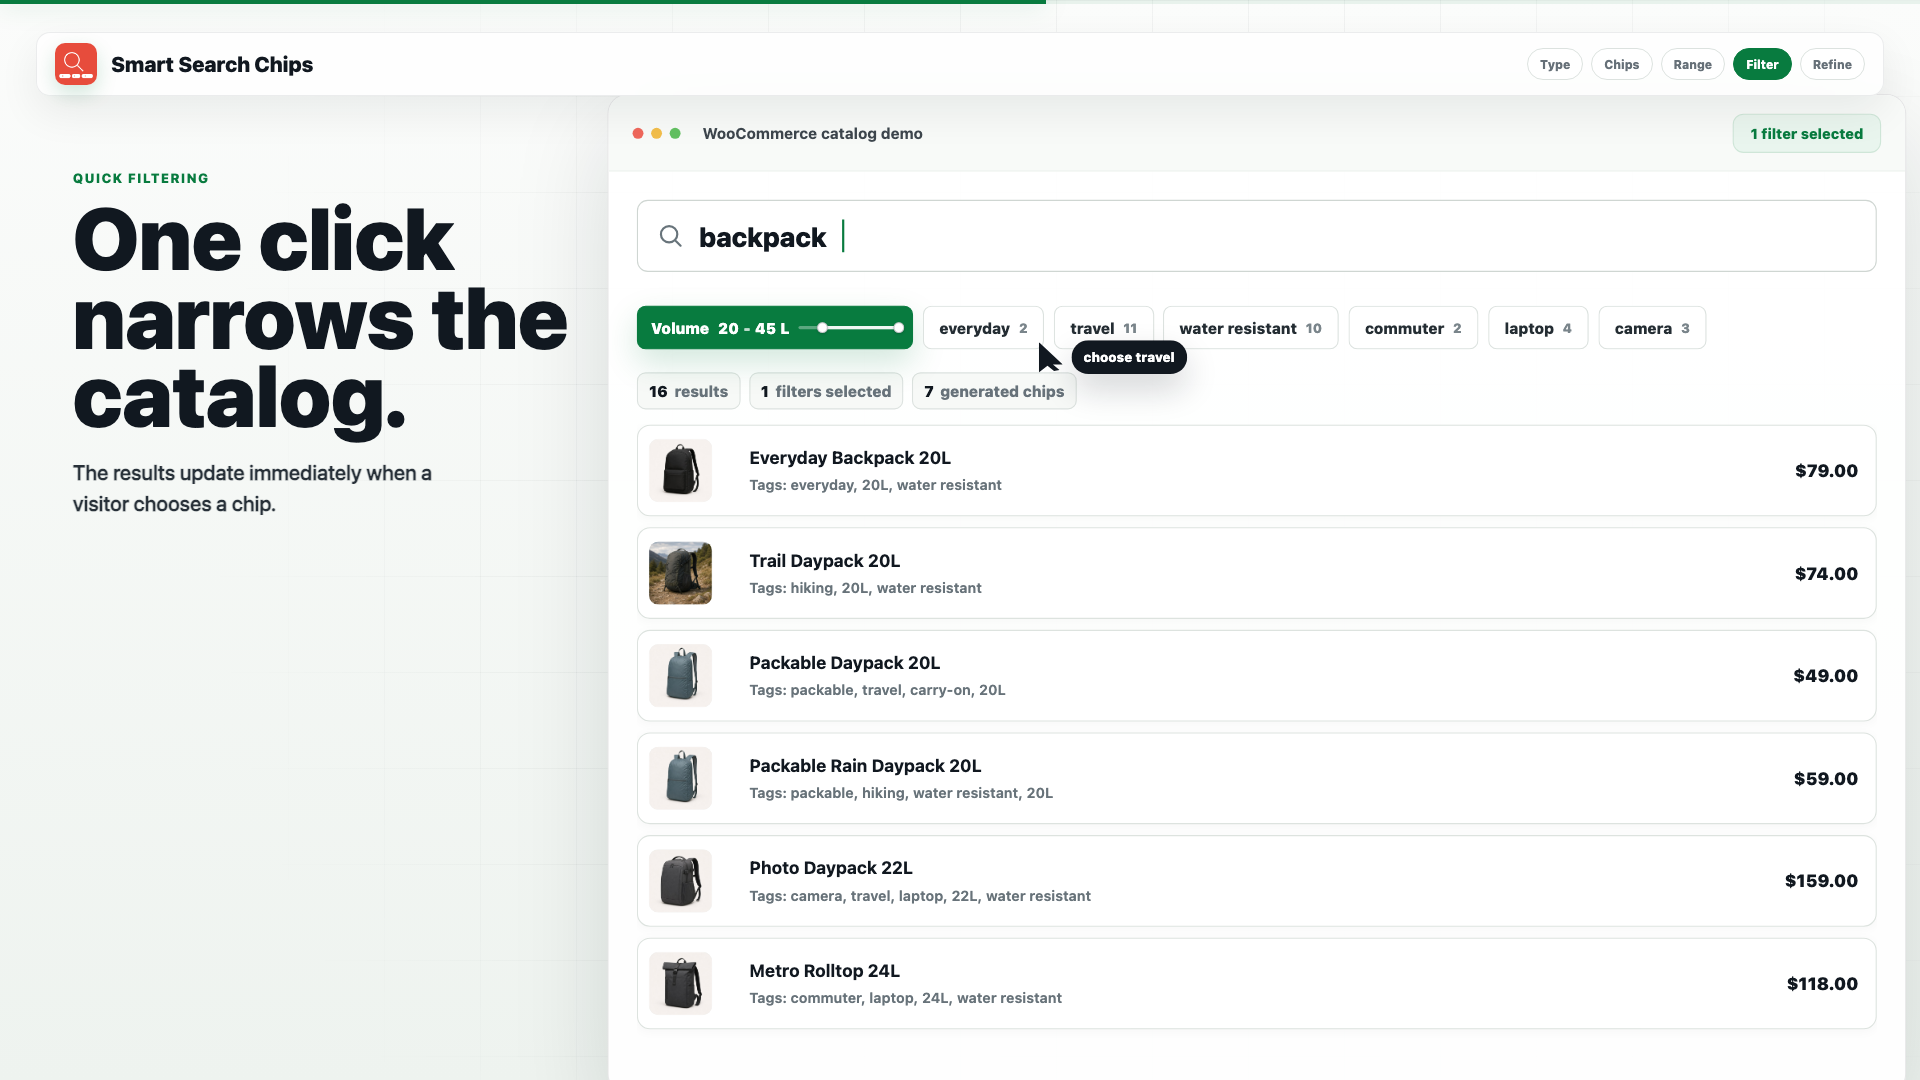 Smart Search Chips
Type
Chips
Range
Filter
Refine
QUICK FILTERING
One click
narrows the
catalog.
The results update immediately when a
visitor chooses a chip.
WooCommerce catalog demo
1 filter selected
backpack
Volume 20 - 45 L
everyday 2
travel 11
water resistant 10
commuter 2
laptop 4
camera 3
choose travel
16 results
1 filters selected
7 generated chips
Everyday Backpack 20L
Tags: everyday, 20L, water resistant
$79.00
Trail Daypack 20L
Tags: hiking, 20L, water resistant
$74.00
Packable Daypack 20L
Tags: packable, travel, carry-on, 20L
$49.00
Packable Rain Daypack 20L
Tags: packable, hiking, water resistant, 20L
$59.00
Photo Daypack 22L
Tags: camera, travel, laptop, 22L, water resistant
$159.00
Metro Rolltop 24L
Tags: commuter, laptop, 24L, water resistant
$118.00